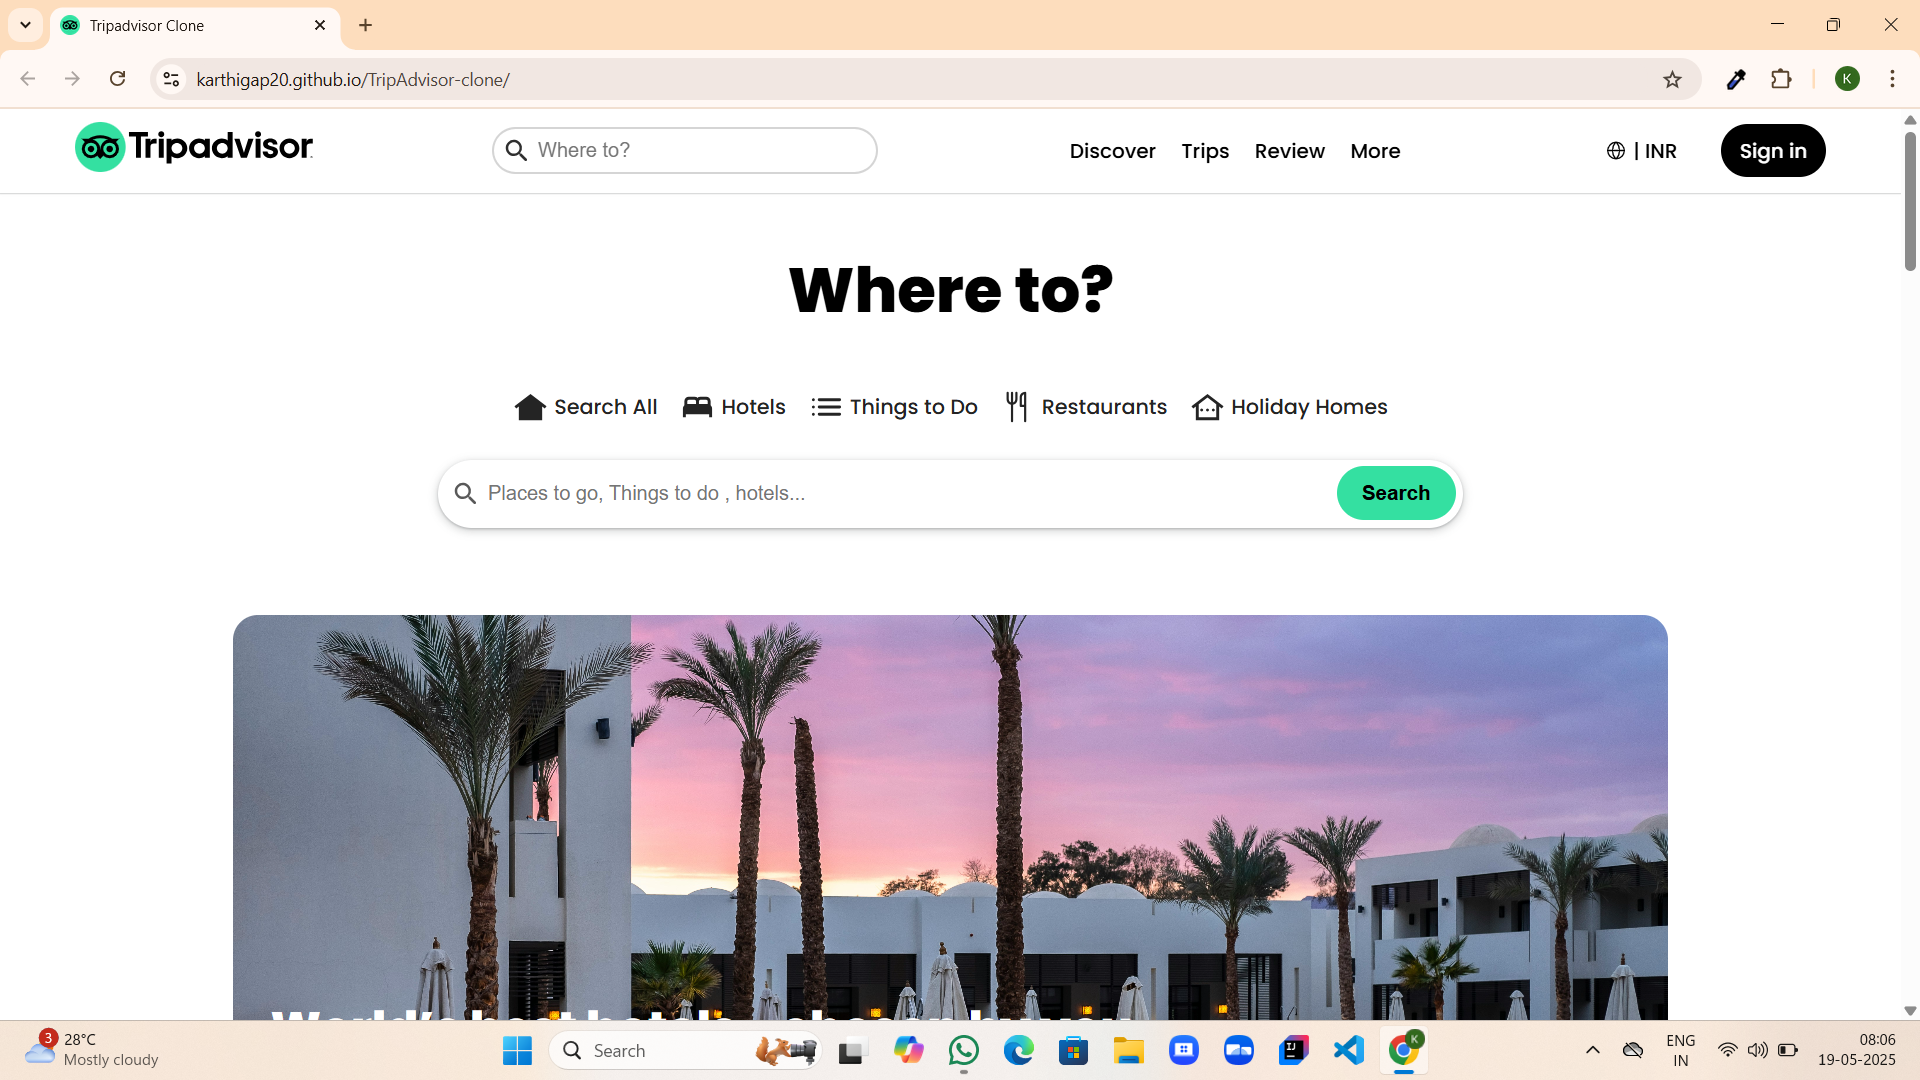 Tripadvisor Clone
karthigap20.github.io/TripAdvisor-clone/
K
Tripadvisor
Where to?
Discover Trips Review More
| INR
Sign in
Where to?
Search All Hotels Things to Do Restaurants Holiday Homes
Places to go, Things to do , hotels...
Search
3
28°C
Mostly cloudy
Search
IJ
K
ENG
IN
08:06
19-05-2025